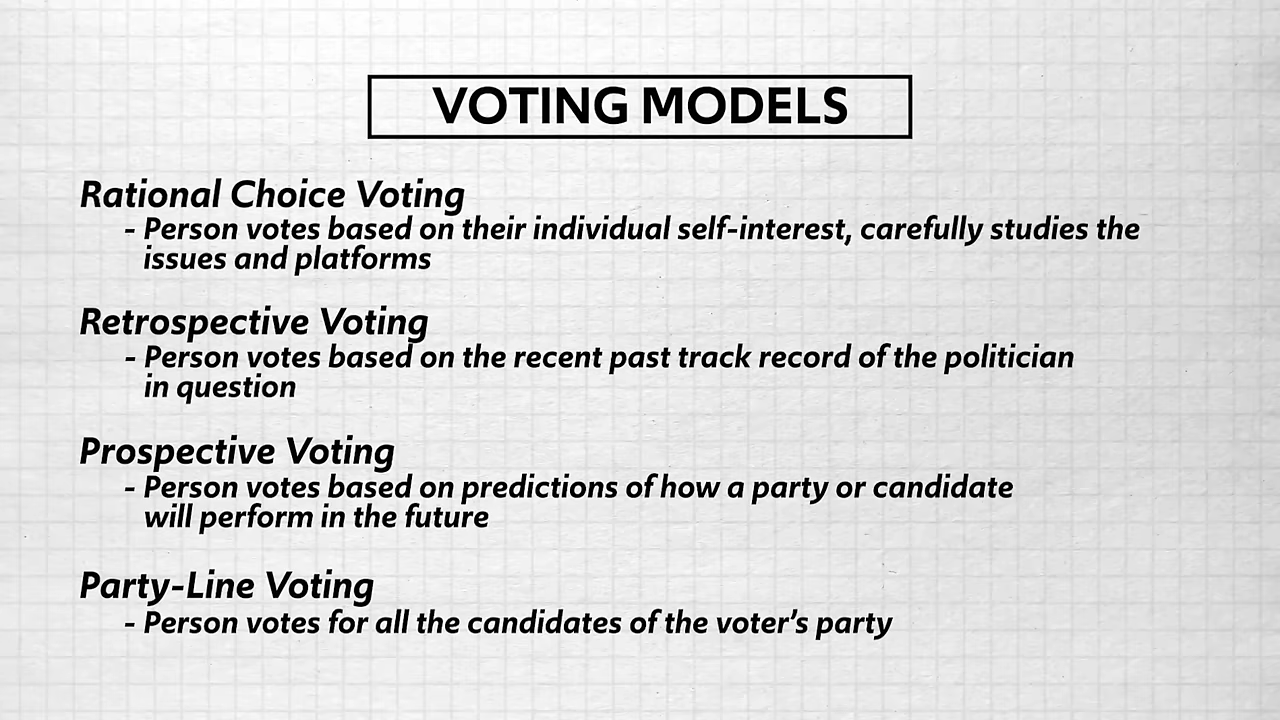 VOTING MODELS
Rational Choice Voting
- Person votes based on their individual self-interest, carefully studies the
issues and platforms
Retrospective Voting
- Person votes based on the recent past track record of the politician
in question
Prospective Voting
- Person votes based on predictions of how a party or candidate
will perform in the future
Party-Line Voting
- Person votes for all the candidates of the voter’s party